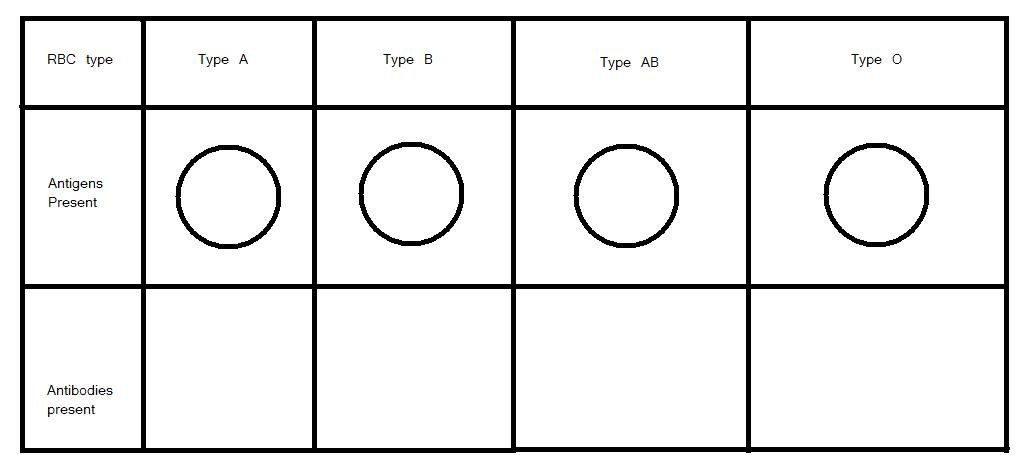 RBC type
Type A
Type B
Type AB
Type O
Antigens
Present
Antibodies
present